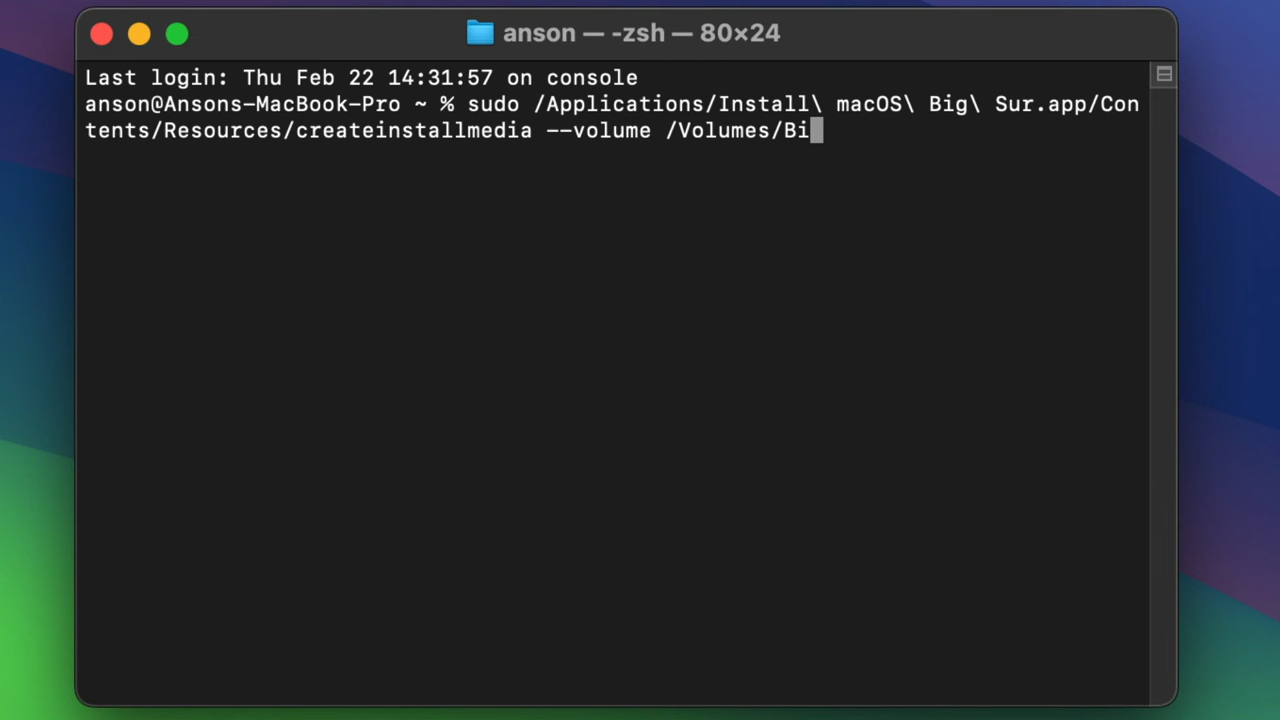 anson — -zsh — 80×24
Last login: Thu Feb 22 14:31:57 on console
anson@Ansons-MacBook-Pro ~ % sudo /Applications/Install\ macOS\ Big\ Sur.app/Con
tents/Resources/createinstallmedia --volume /Volumes/Bi